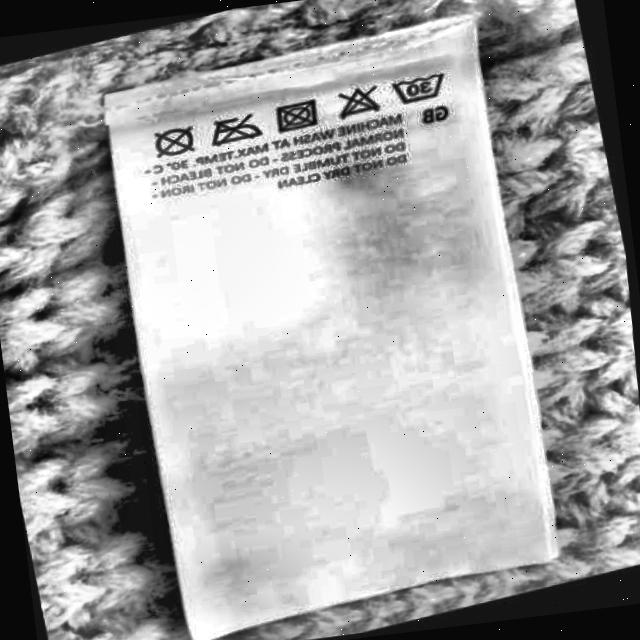 30
GB
MACHINE WASH AT MAX.TEMP. 30° C -
NORMAL PROCESS - DO NOT BLEACH -
DO NOT TUMBLE DRY - DO NOT IRON -
DO NOT DRY CLEAN